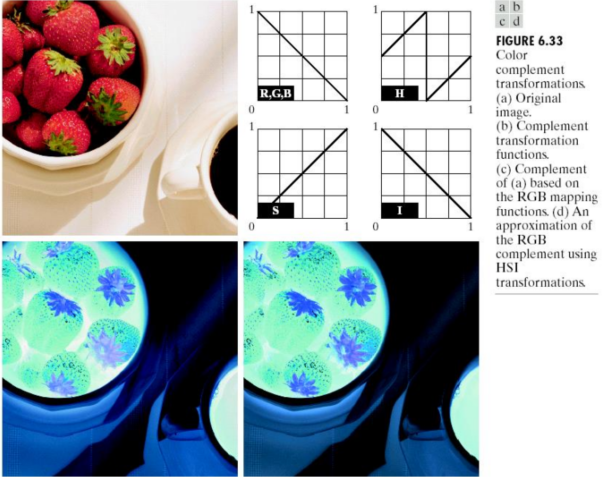 1
R,G,B
0
1
1
H
0
1
1
S
0
1
1
I
0
1
a b
c d
FIGURE 6.33
Color
complement
transformations.
(a) Original
image.
(b) Complement
transformation
functions.
(c) Complement
of (a) based on
the RGB mapping
functions. (d) An
approximation of
the RGB
complement using
HSI
transformations.